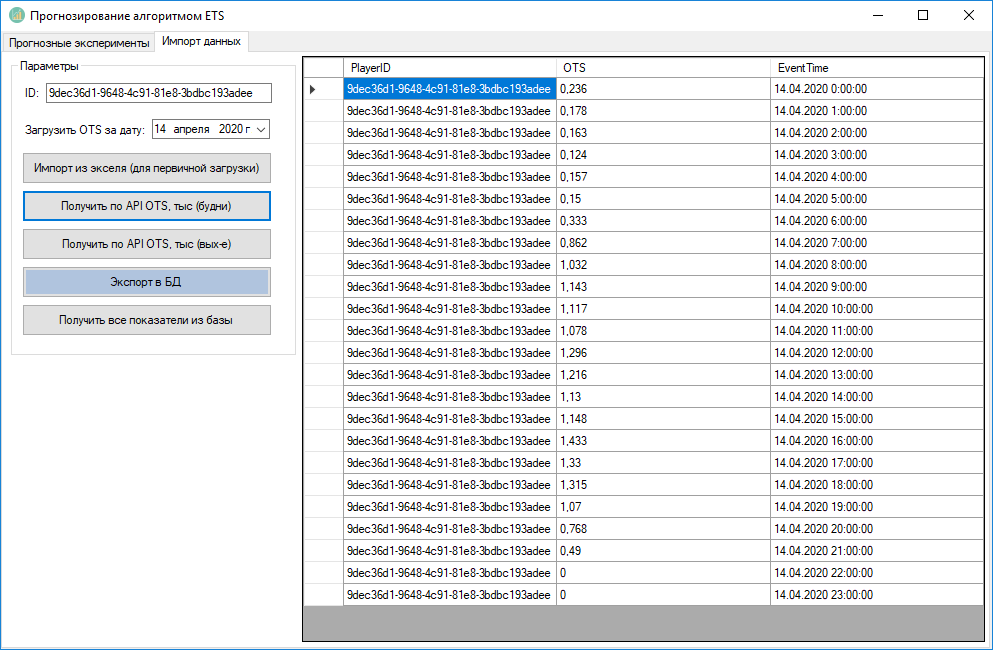 Прогнозирование алгоритмом ETS
Прогнозные эксперименты Импорт данных
Параметры
ID: 9dec36d1-9648-4c91-81e8-3bdbc193adee
Загрузить OTS за дату: 14 апреля 2020 г
Импорт из экселя (для первичной загрузки)
Получить по API OTS, тыс (будни)
Получить по API OTS, тыс (вых-е)
Экспорт в БД
Получить все показатели из базы
PlayerID OTS EventTime
9dec36d1-9648-4c91-81e8-3bdbc193adee 0,236 14.04.2020 0:00:00
9dec36d1-9648-4c91-81e8-3bdbc193adee 0,178 14.04.2020 1:00:00
9dec36d1-9648-4c91-81e8-3bdbc193adee 0,163 14.04.2020 2:00:00
9dec36d1-9648-4c91-81e8-3bdbc193adee 0,124 14.04.2020 3:00:00
9dec36d1-9648-4c91-81e8-3bdbc193adee 0,157 14.04.2020 4:00:00
9dec36d1-9648-4c91-81e8-3bdbc193adee 0,15 14.04.2020 5:00:00
9dec36d1-9648-4c91-81e8-3bdbc193adee 0,333 14.04.2020 6:00:00
9dec36d1-9648-4c91-81e8-3bdbc193adee 0,862 14.04.2020 7:00:00
9dec36d1-9648-4c91-81e8-3bdbc193adee 1,032 14.04.2020 8:00:00
9dec36d1-9648-4c91-81e8-3bdbc193adee 1,143 14.04.2020 9:00:00
9dec36d1-9648-4c91-81e8-3bdbc193adee 1,117 14.04.2020 10:00:00
9dec36d1-9648-4c91-81e8-3bdbc193adee 1,078 14.04.2020 11:00:00
9dec36d1-9648-4c91-81e8-3bdbc193adee 1,296 14.04.2020 12:00:00
9dec36d1-9648-4c91-81e8-3bdbc193adee 1,216 14.04.2020 13:00:00
9dec36d1-9648-4c91-81e8-3bdbc193adee 1,13 14.04.2020 14:00:00
9dec36d1-9648-4c91-81e8-3bdbc193adee 1,148 14.04.2020 15:00:00
9dec36d1-9648-4c91-81e8-3bdbc193adee 1,433 14.04.2020 16:00:00
9dec36d1-9648-4c91-81e8-3bdbc193adee 1,33 14.04.2020 17:00:00
9dec36d1-9648-4c91-81e8-3bdbc193adee 1,315 14.04.2020 18:00:00
9dec36d1-9648-4c91-81e8-3bdbc193adee 1,07 14.04.2020 19:00:00
9dec36d1-9648-4c91-81e8-3bdbc193adee 0,768 14.04.2020 20:00:00
9dec36d1-9648-4c91-81e8-3bdbc193adee 0,49 14.04.2020 21:00:00
9dec36d1-9648-4c91-81e8-3bdbc193adee 0 14.04.2020 22:00:00
9dec36d1-9648-4c91-81e8-3bdbc193adee 0 14.04.2020 23:00:00